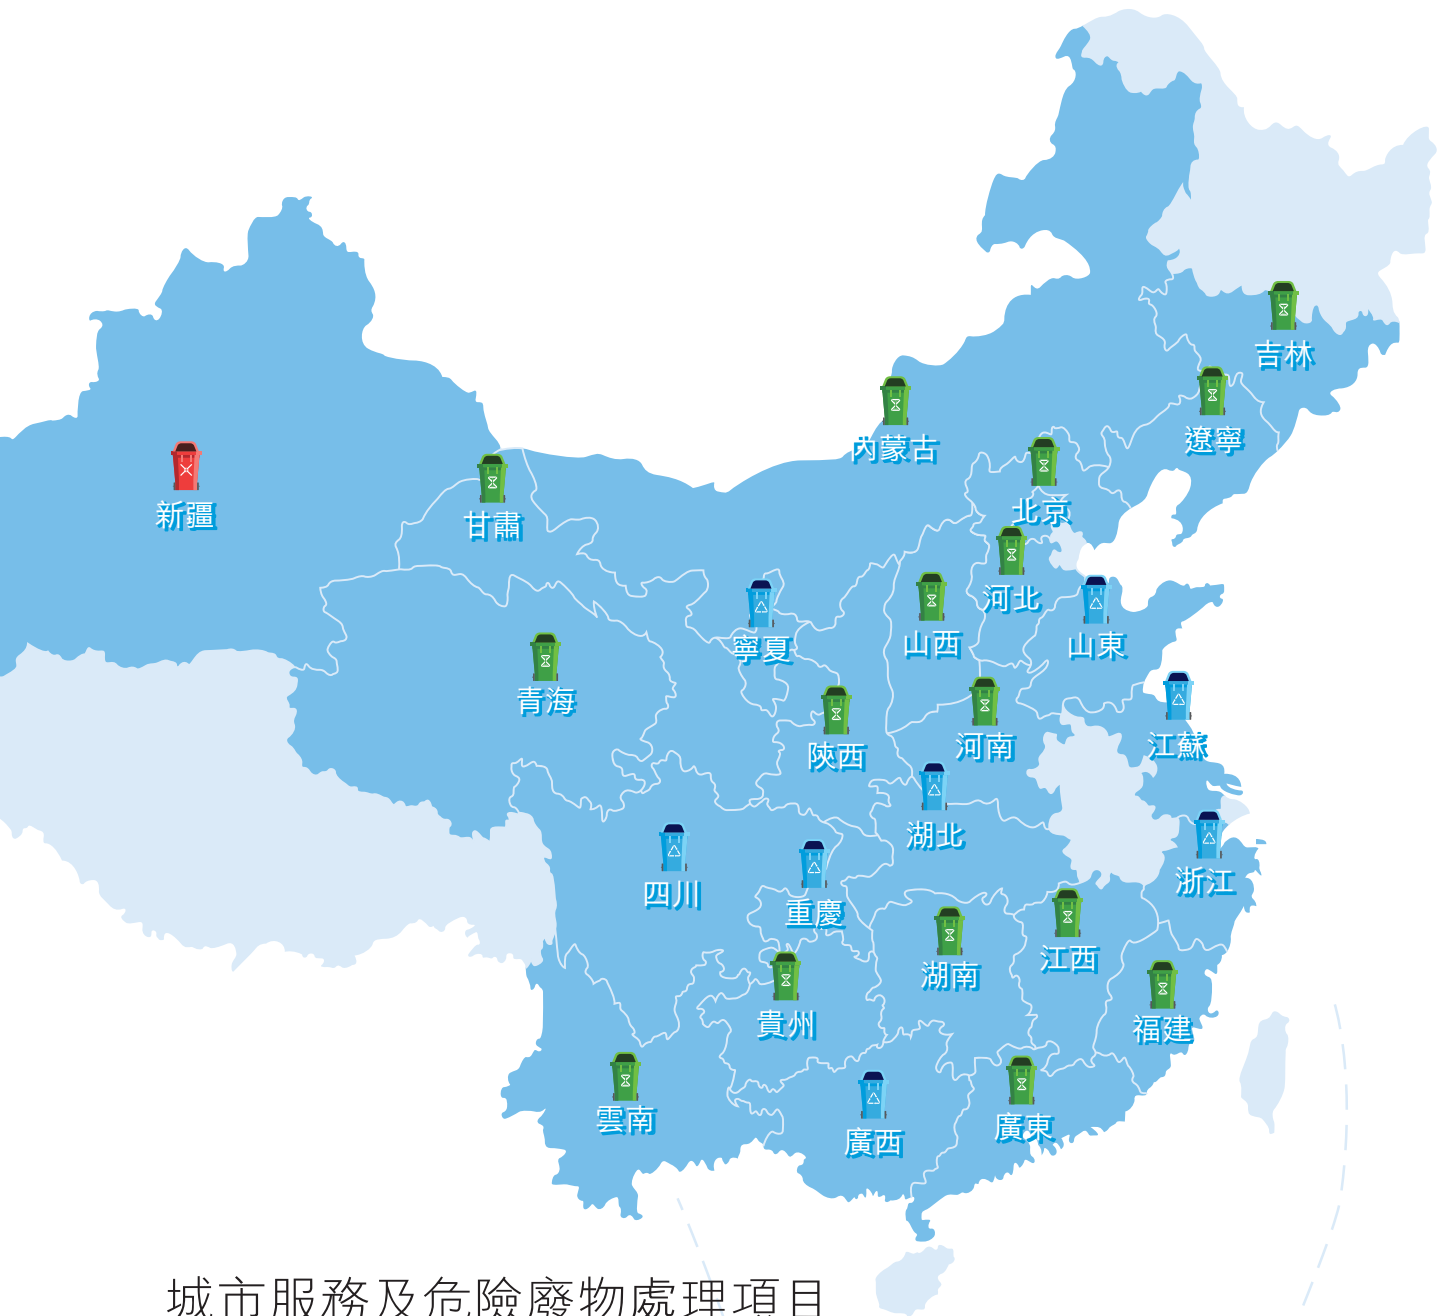 吉林
遼寧
內蒙古
新疆
甘肅
北京
河北
寧夏
山西
山東
青海
陝西
河南
江蘇
湖北
四川
重慶
浙江
湖南
江西
貴州
福建
雲南
廣西
廣東
城市服務及危險廢物處理項目